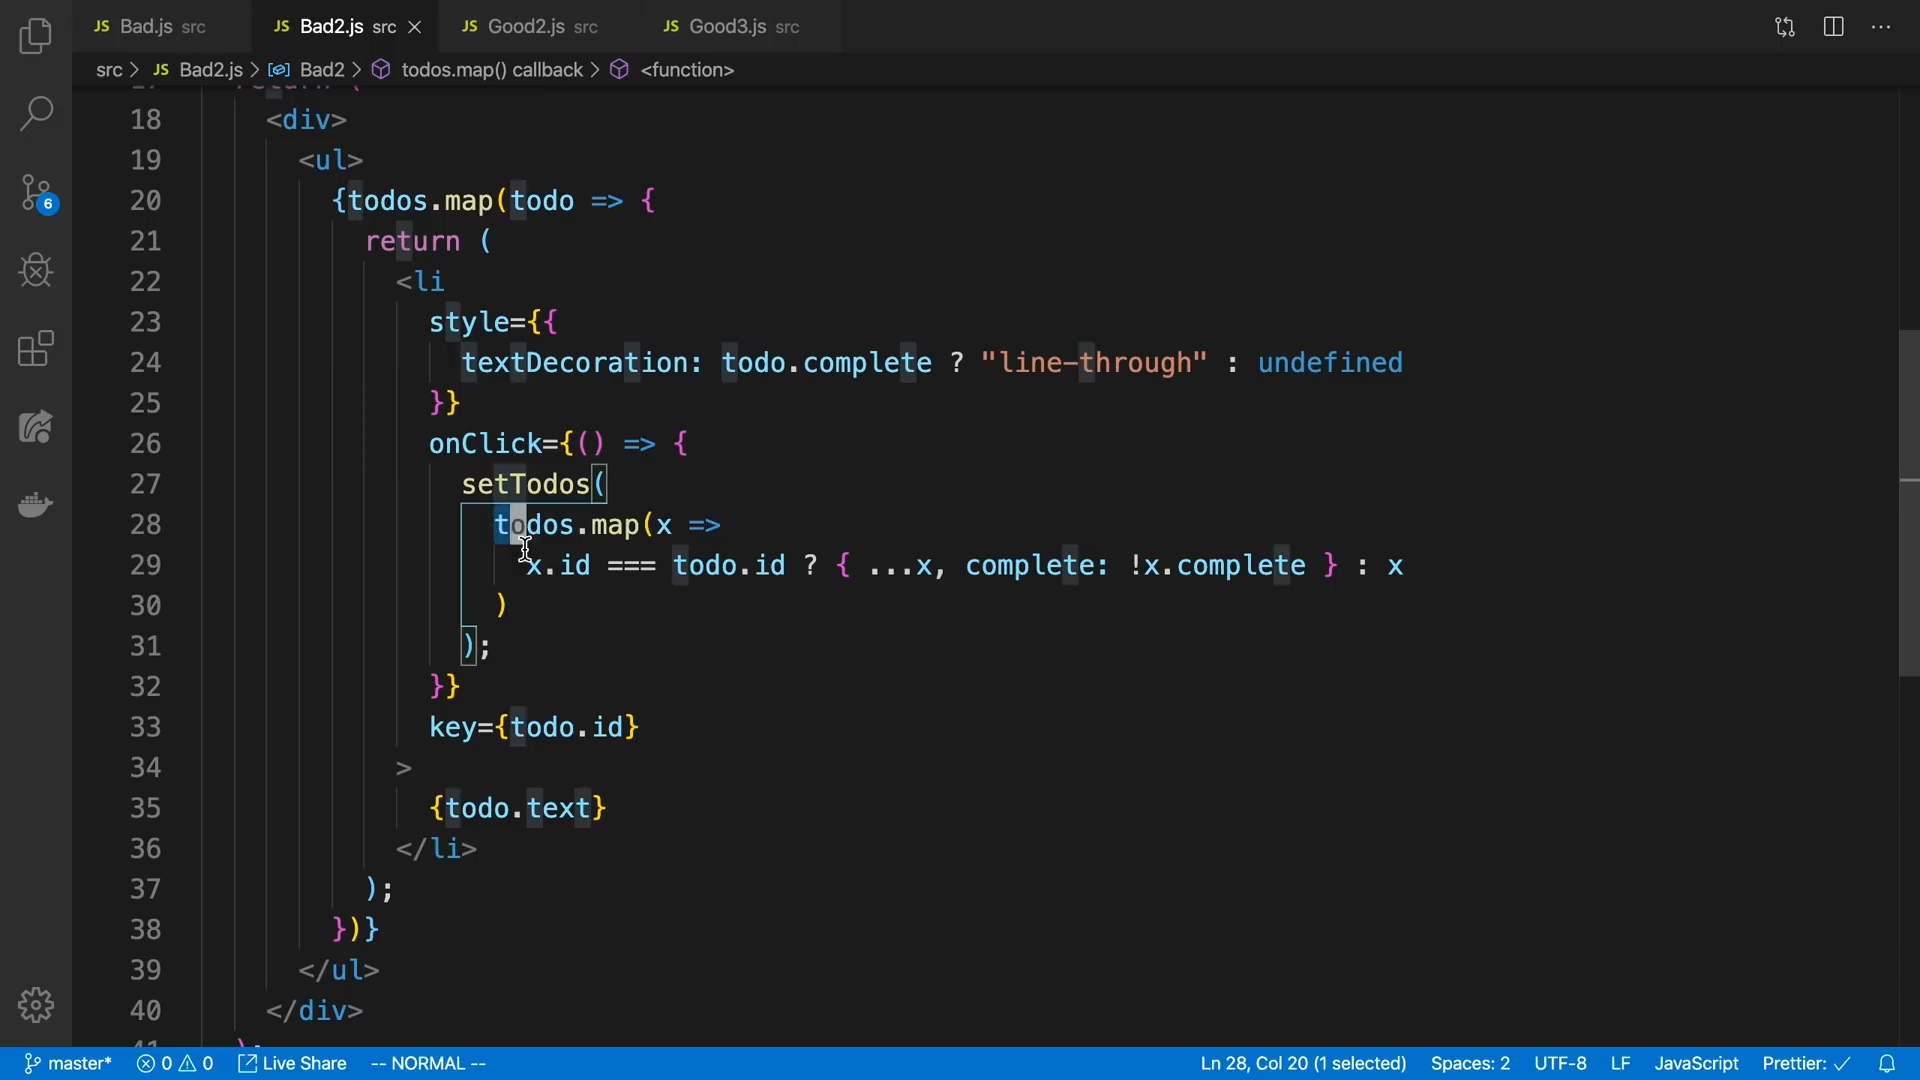 JS Bad.js src JS Bad2.js src JS Good2.js src JS Good3.js src
src > JS Bad2.js > Bad2 > todos.map() callback > <function>
18 <div>
19 <ul>
20 {todos.map(todo => {
21 return (
22 <li
23 style={{
24 textDecoration: todo.complete ? "line-through" : undefined
25 }}
26 onClick={() => {
27 setTodos(
28 todos.map(x =>
29 x.id === todo.id ? { ...x, complete: !x.complete } : x
30 )
31 );
32 }}
33 key={todo.id}
34 >
35 {todo.text}
36 </li>
37 );
38 })}
39 </ul>
40 </div>
6
master* 0 0 Live Share -- NORMAL -- Ln 28, Col 20 (1 selected) Spaces: 2 UTF-8 LF JavaScript Prettier: ✓